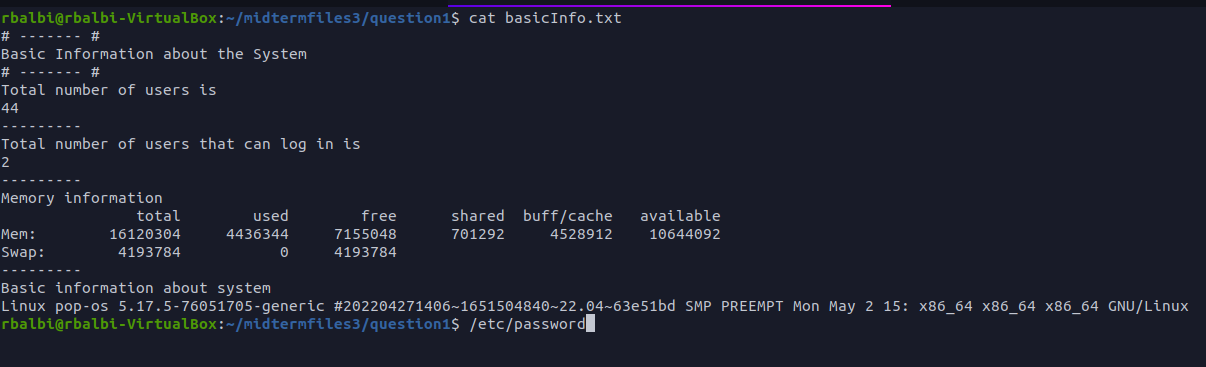 rbalbi@rbalbi-VirtualBox:~/midtermfiles3/question1$ cat basicInfo.txt
# ------- #
Basic Information about the System
# ------- #
Total number of users is
44
---------
Total number of users that can log in is
2
---------
Memory information
              total        used        free      shared  buff/cache   available
Mem:       16120304     4436344     7155048      701292     4528912    10644092
Swap:       4193784           0     4193784
---------
Basic information about system
Linux pop-os 5.17.5-76051705-generic #202204271406~1651504840~22.04~63e51bd SMP PREEMPT Mon May 2 15: x86_64 x86_64 x86_64 GNU/Linux
rbalbi@rbalbi-VirtualBox:~/midtermfiles3/question1$ /etc/password